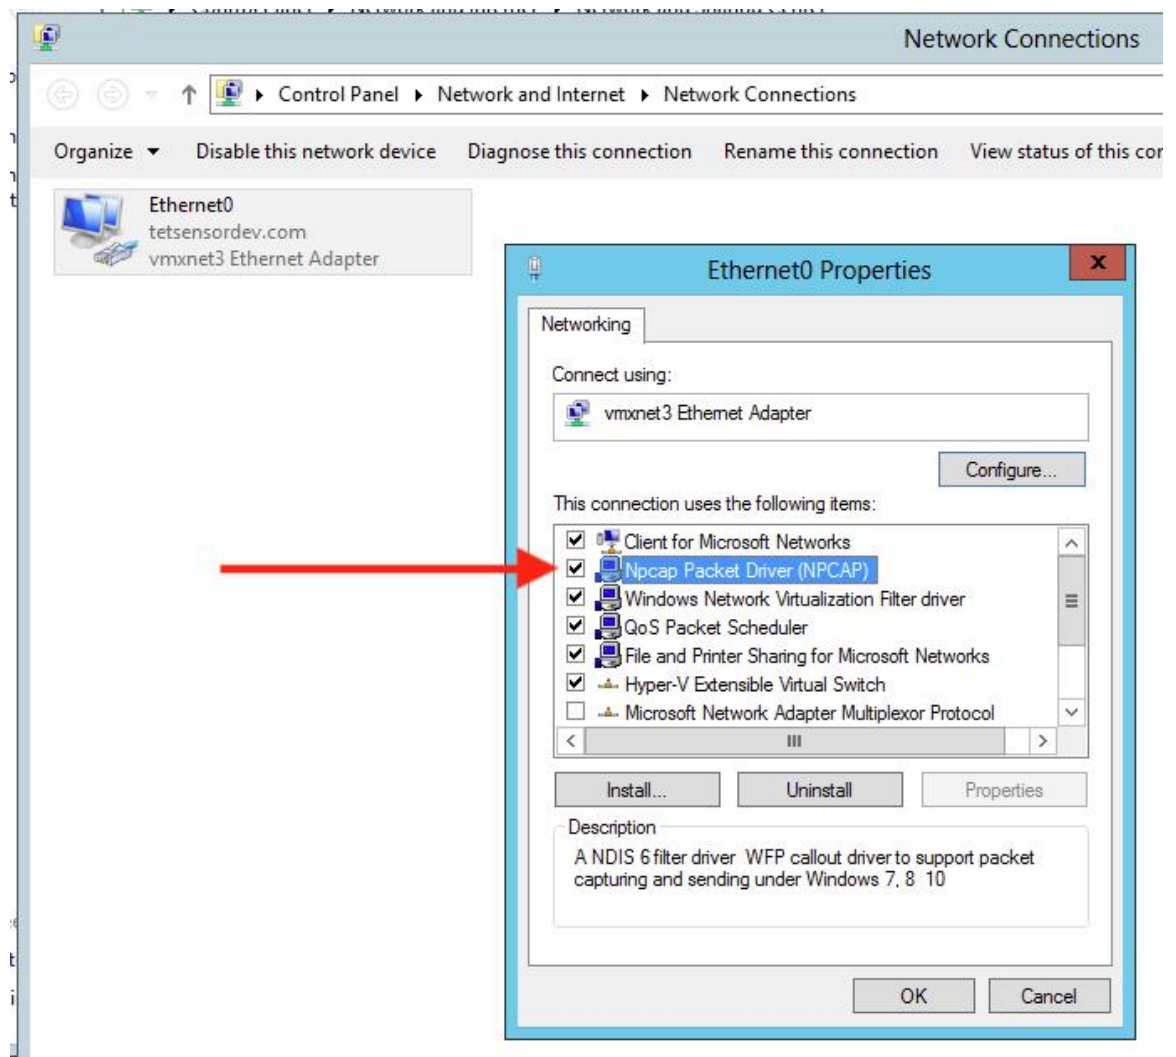 Network Connections
Control Panel Network and Internet Network Connections
Organize Disable this network device Diagnose this connection Rename this connection View status of this con
Ethernet0
tetsensordev.com
vmxnet3 Ethernet Adapter
Ethernet0 Properties
x
Networking
Connect using:
vmxnet3 Ethernet Adapter
Configure...
This connection uses the following items:
Client for Microsoft Networks
Npcap Packet Driver (NPCAP)
Windows Network Virtualization Filter driver
QoS Packet Scheduler
File and Printer Sharing for Microsoft Networks
Hyper-V Extensible Virtual Switch
Microsoft Network Adapter Multiplexor Protocol
Install... Uninstall Properties
Description
A NDIS 6 filter driver WFP callout driver to support packet
capturing and sending under Windows 7, 8 10
OK Cancel